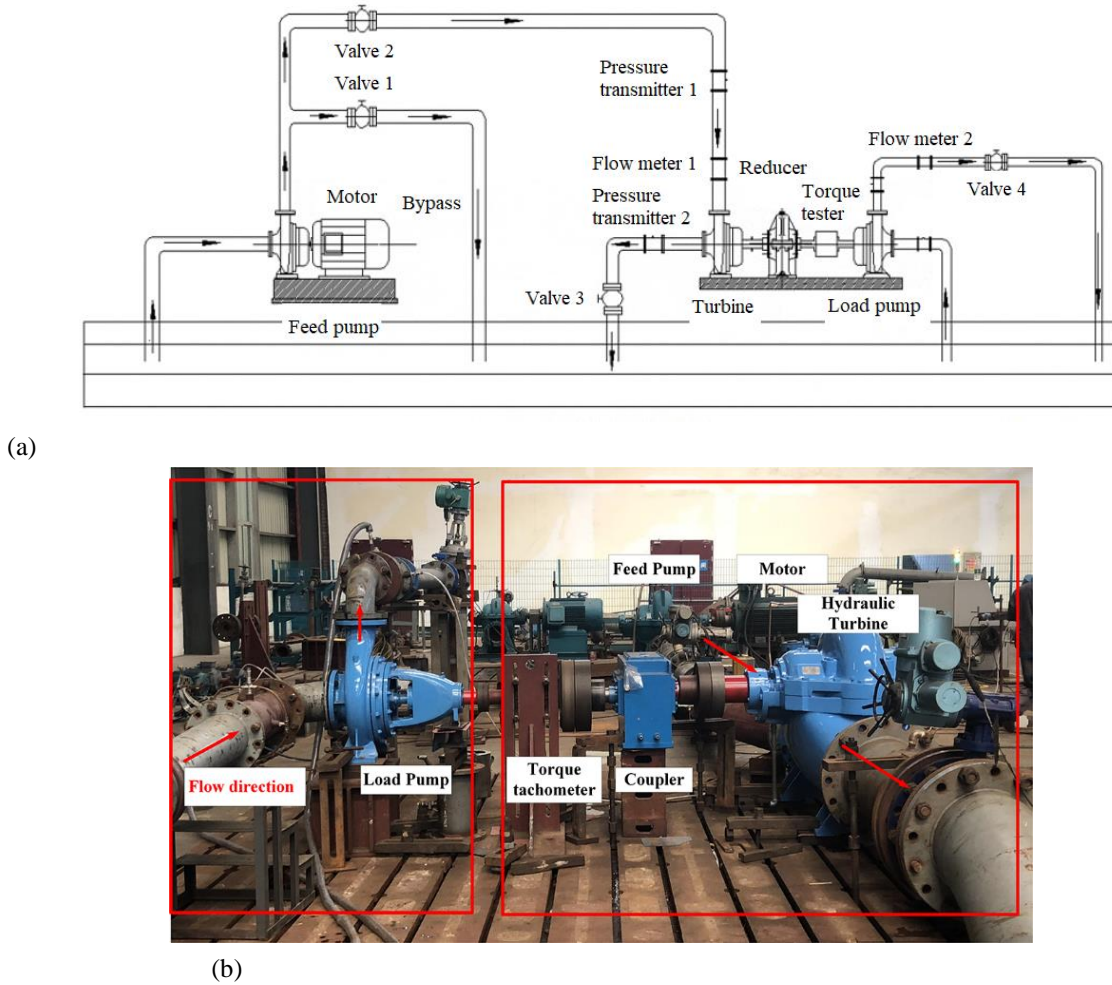 Valve 2
Valve 1
Pressure
transmitter 1
Flow meter 2
Flow meter 1
Reducer
Motor
Bypass
Pressure
transmitter 2
Torque
tester
Valve 4
Valve 3
Feed pump
Turbine
Load pump
(a)
Feed Pump
Motor
Hydraulic
Turbine
Flow direction
Load Pump
Torque
tachometer
Coupler
(b)